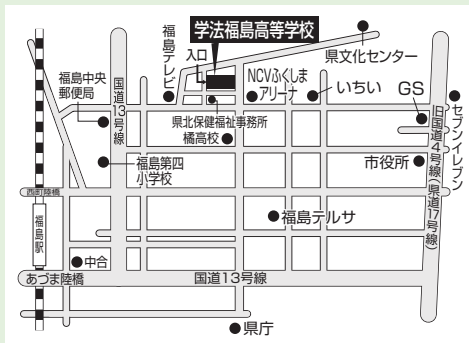 学法福島高等学校
入口
福島テレビ
県文化センター
福島中央
郵便局
国道13号線
NCVふくしま
アリーナ
いちい
GS
セブンイレブン
旧国道4号線(県道17号線)
県北保健福祉事務所
橘高校
福島第四
小学校
市役所
西町陸橋
福島駅
福島テルサ
中合
あづま陸橋
国道13号線
県庁